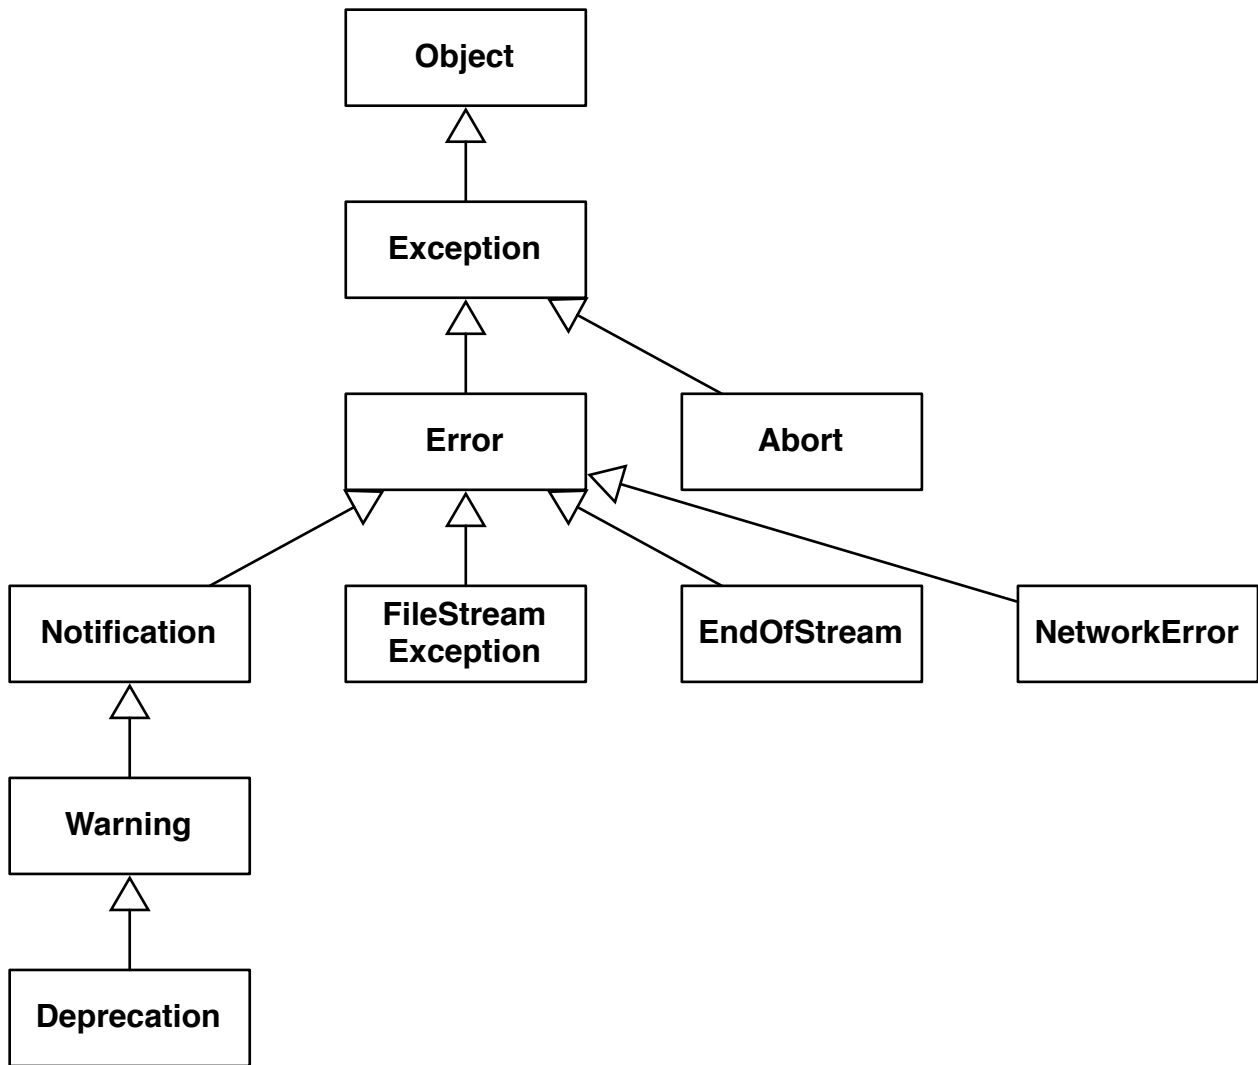 Object
Exception
Error
Abort
Notification
FileStream
Exception
EndOfStream
NetworkError
Warning
Deprecation